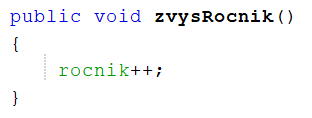 public void zvysRocnik()
{
rocnik++;
}